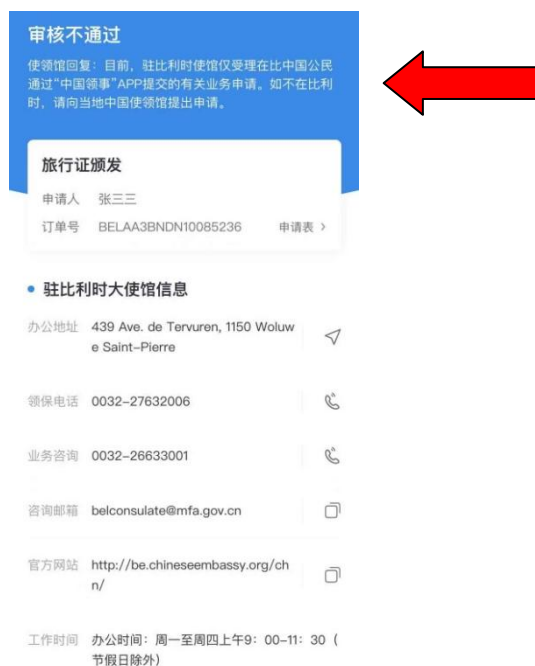 审核不通过
使领馆回复：目前，驻比利时使馆仅受理在比中国公民
通过“中国领事”APP提交的有关业务申请。如不在比利
时，请向当地中国使领馆提出申请。
旅行证颁发
申请人 张三三
订单号 BELAA3BNDN10085236 申请表 >
驻比利时大使馆信息
办公地址 439 Ave. de Tervuren, 1150 Woluw
e Saint-Pierre
领保电话 0032-27632006
业务咨询 0032-26633001
咨询邮箱 belconsulate@mfa.gov.cn
官方网站 http://be.chineseembassy.org/ch
n/
工作时间 办公时间：周一至周四上午9：00-11：30（
节假日除外）